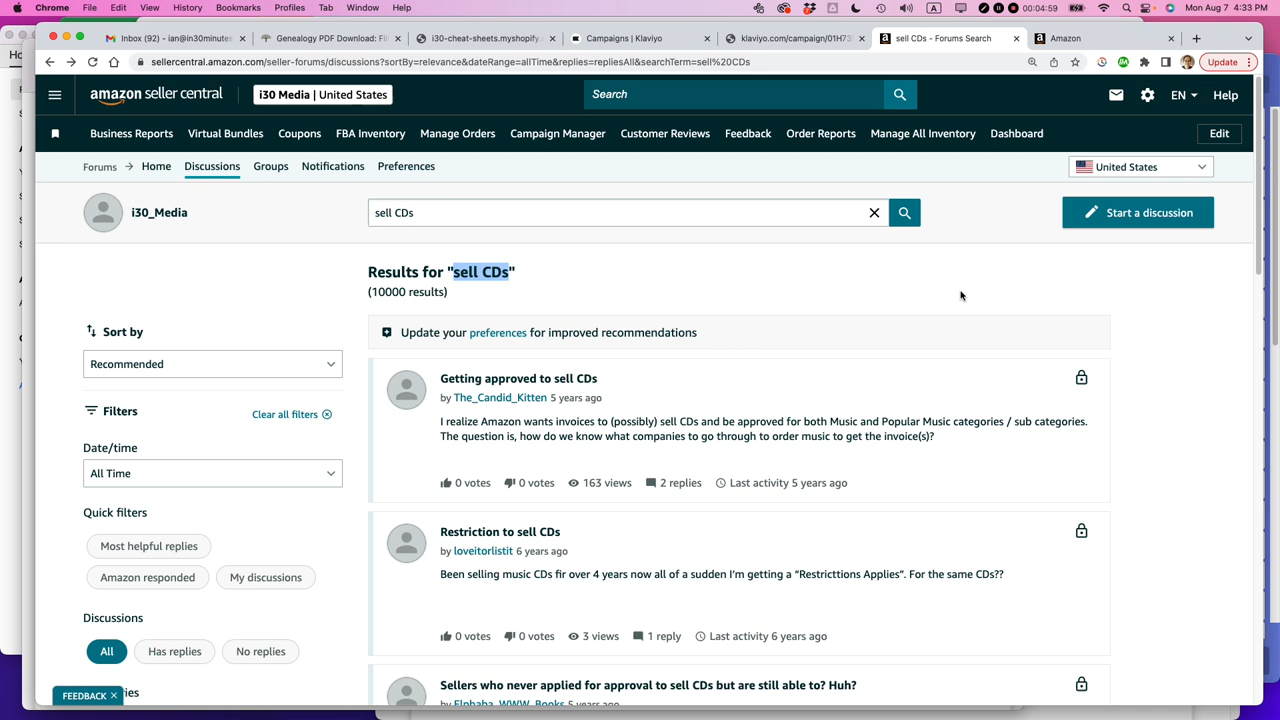 Chrome File Edit View History Bookmarks Profiles Tab Window Help 00:04:59 Mon Aug 7 4:33 PM
Inbox (92) - ian@in30minutes. Genealogy PDF Download: Fil i30-cheat-sheets.myshopify. Campaigns | Klaviyo klaviyo.com/campaign/01H73 sell CDs - Forums Search Amazon
sellercentral.amazon.com/seller-forums/discussions?sortBy=relevance&dateRange=allTime&replies=repliesAll&searchTerm=sell%20CDs Update
amazon seller central i30 Media | United States Search EN Help
Business Reports Virtual Bundles Coupons FBA Inventory Manage Orders Campaign Manager Customer Reviews Feedback Order Reports Manage All Inventory Dashboard Edit
Forums → Home Discussions Groups Notifications Preferences United States
i30_Media sell CDs Start a discussion
Results for "sell CDs"
(10000 results)
Sort by
Update your preferences for improved recommendations
Recommended
Getting approved to sell CDs
by The_Candid_Kitten 5 years ago
Filters Clear all filters
I realize Amazon wants invoices to (possibly) sell CDs and be approved for both Music and Popular Music categories / sub categories.
The question is, how do we know what companies to go through to order music to get the invoice(s)?
Date/time
All Time
0 votes 0 votes 163 views 2 replies Last activity 5 years ago
Quick filters
Restriction to sell CDs
Most helpful replies
by loveitorlistit 6 years ago
Amazon responded My discussions
Been selling music CDs fir over 4 years now all of a sudden I'm getting a "Restricttions Applies". For the same CDs??
Discussions
0 votes 0 votes 3 views 1 reply Last activity 6 years ago
All Has replies No replies
Sellers who never applied for approval to sell CDs but are still able to? Huh?
FEEDBACK ✕ ies
by Elphaba_WWW_Books 5 years ago